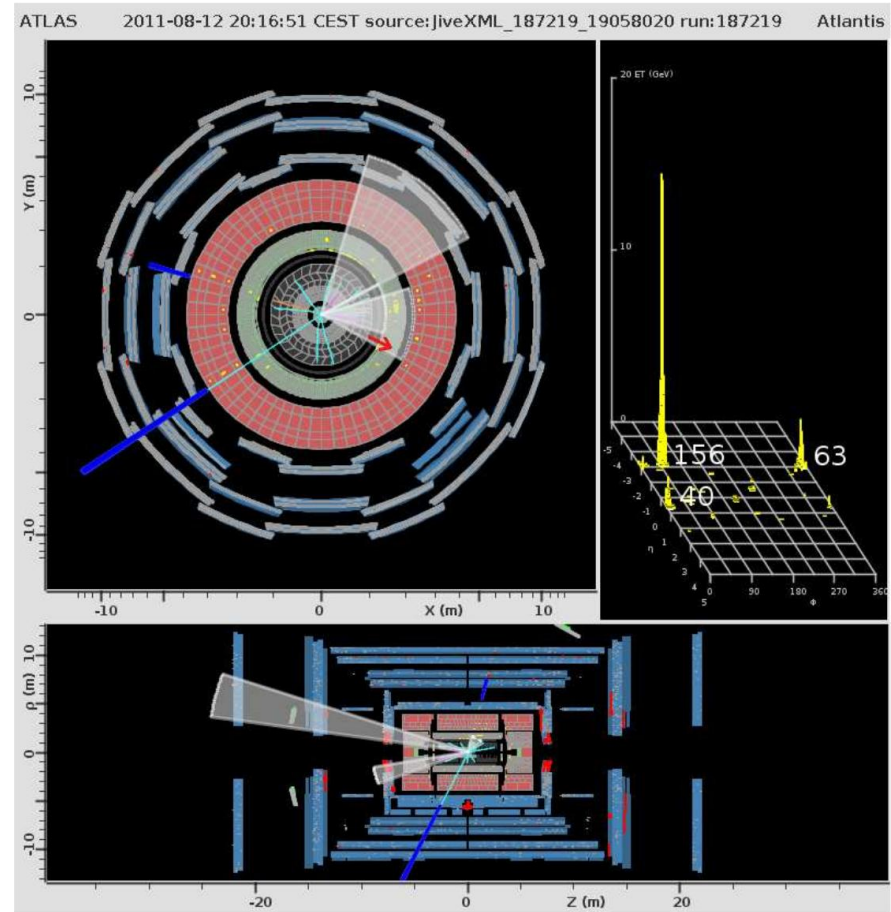 ATLAS 2011-08-12 20:16:51 CEST source:JiveXML_187219_19058020 run:187219 Atlantis
10
Y (m)
0
-10
-10 0 X (m) 10
20 ET (GeV)
10
0
-5
-4
-3
-2
-1
0
η
1
2
3
4
5
156
63
40
0 90 180 270 360
Φ
10
ρ (m)
0
-10
-20 0 Z (m) 20